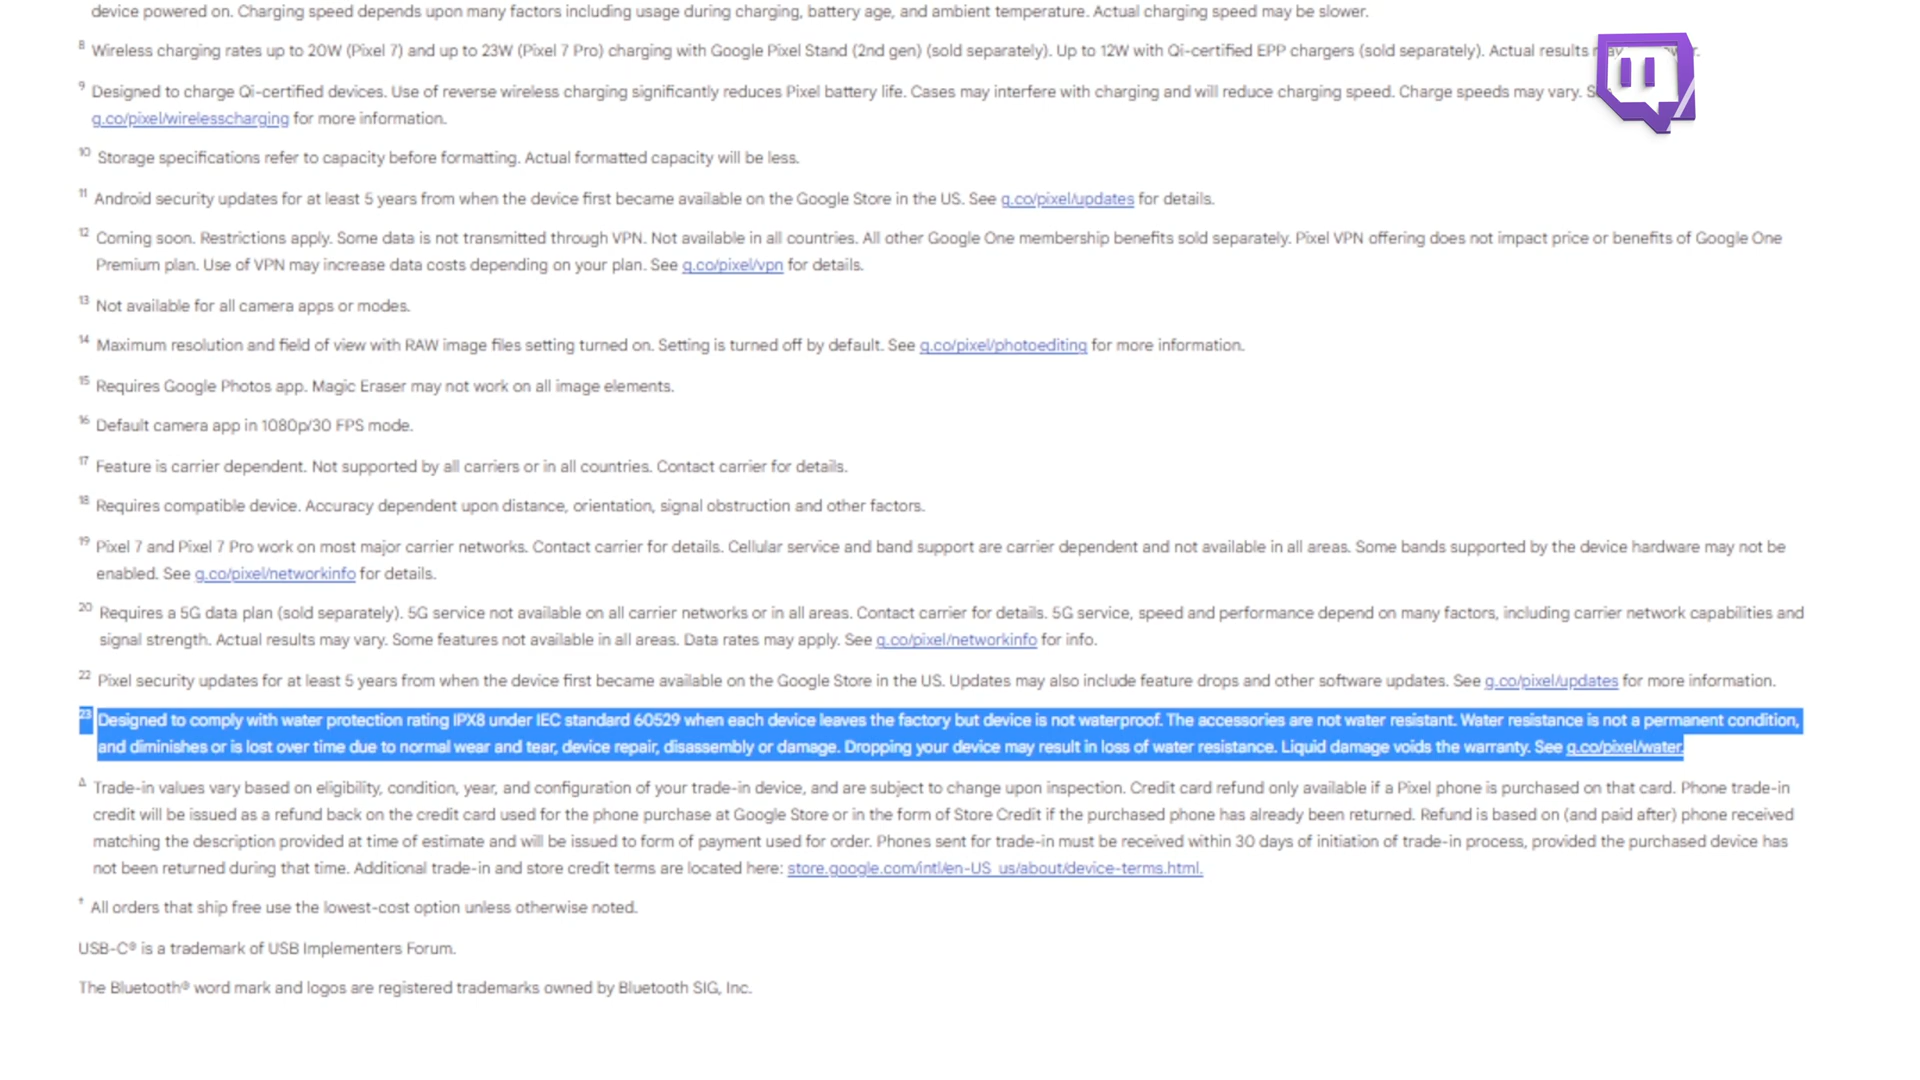 device powered on. Charging speed depends upon many factors including usage during charging, battery age, and ambient temperature. Actual charging speed may be slower.
8 Wireless charging rates up to 20W (Pixel 7) and up to 23W (Pixel 7 Pro) charging with Google Pixel Stand (2nd gen) (sold separately). Up to 12W with Qi-certified EPP chargers (sold separately). Actual results may
9 Designed to charge Qi-certified devices. Use of reverse wireless charging significantly reduces Pixel battery life. Cases may interfere with charging and will reduce charging speed. Charge speeds may vary.
g.co/pixel/wirelesscharging for more information.
10 Storage specifications refer to capacity before formatting. Actual formatted capacity will be less.
11 Android security updates for at least 5 years from when the device first became available on the Google Store in the US. See g.co/pixel/updates for details.
12 Coming soon. Restrictions apply. Some data is not transmitted through VPN. Not available in all countries. All other Google One membership benefits sold separately. Pixel VPN offering does not impact price or benefits of Google One
Premium plan. Use of VPN may increase data costs depending on your plan. See g.co/pixel/vpn for details.
13 Not available for all camera apps or modes.
14 Maximum resolution and field of view with RAW image files setting turned on. Setting is turned off by default. See g.co/pixel/photoediting for more information.
15 Requires Google Photos app. Magic Eraser may not work on all image elements.
16 Default camera app in 1080p/30 FPS mode.
17 Feature is carrier dependent. Not supported by all carriers or in all countries. Contact carrier for details.
18 Requires compatible device. Accuracy dependent upon distance, orientation, signal obstruction and other factors.
19 Pixel 7 and Pixel 7 Pro work on most major carrier networks. Contact carrier for details. Cellular service and band support are carrier dependent and not available in all areas. Some bands supported by the device hardware may not be
enabled. See g.co/pixel/networkinfo for details.
20 Requires a 5G data plan (sold separately). 5G service not available on all carrier networks or in all areas. Contact carrier for details. 5G service, speed and performance depend on many factors, including carrier network capabilities and
signal strength. Actual results may vary. Some features not available in all areas. Data rates may apply. See g.co/pixel/networkinfo for info.
22 Pixel security updates for at least 5 years from when the device first became available on the Google Store in the US. Updates may also include feature drops and other software updates. See g.co/pixel/updates for more information.
23 Designed to comply with water protection rating IPX8 under IEC standard 60529 when each device leaves the factory but device is not waterproof. The accessories are not water resistant. Water resistance is not a permanent condition,
and diminishes or is lost over time due to normal wear and tear, device repair, disassembly or damage. Dropping your device may result in loss of water resistance. Liquid damage voids the warranty. See g.co/pixel/water.
Δ Trade-in values vary based on eligibility, condition, year, and configuration of your trade-in device, and are subject to change upon inspection. Credit card refund only available if a Pixel phone is purchased on that card. Phone trade-in
credit will be issued as a refund back on the credit card used for the phone purchase at Google Store or in the form of Store Credit if the purchased phone has already been returned. Refund is based on (and paid after) phone received
matching the description provided at time of estimate and will be issued to form of payment used for order. Phones sent for trade-in must be received within 30 days of initiation of trade-in process, provided the purchased device has
not been returned during that time. Additional trade-in and store credit terms are located here: store.google.com/intl/en-US_us/about/device-terms.html.
* All orders that ship free use the lowest-cost option unless otherwise noted.
USB-C® is a trademark of USB Implementers Forum.
The Bluetooth® word mark and logos are registered trademarks owned by Bluetooth SIG, Inc.